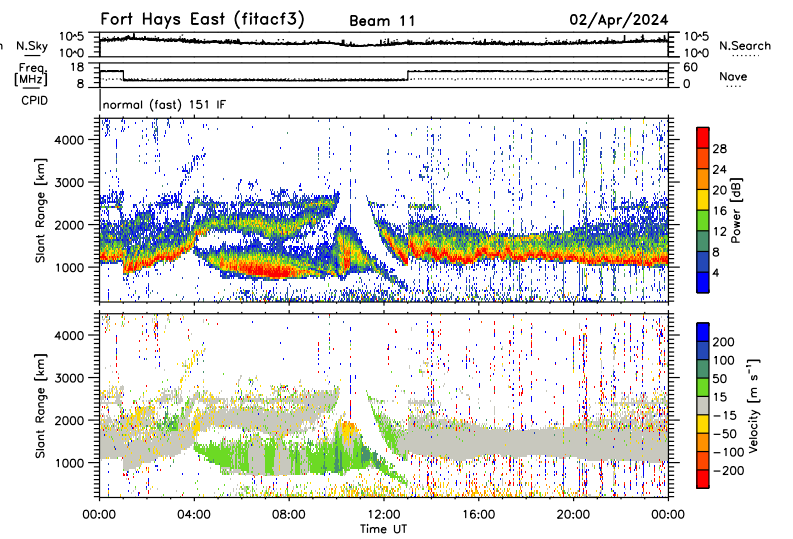 Fort Hays East (fitacf3) Beam 11 02/Apr/2024
n N.Sky 10^5 10^0 10^5 10^0 N.Search
Freq. [MHz] 18 8 60 0 Nave
CPID normal (fast) 151 IF
Slant Range [km] 4000 3000 2000 1000
Power [dB] 28 24 20 16 12 8 4
Slant Range [km] 4000 3000 2000 1000
Velocity [m s⁻¹] 200 100 50 15 -15 -50 -100 -200
00:00 04:00 08:00 12:00 16:00 20:00 00:00
Time UT